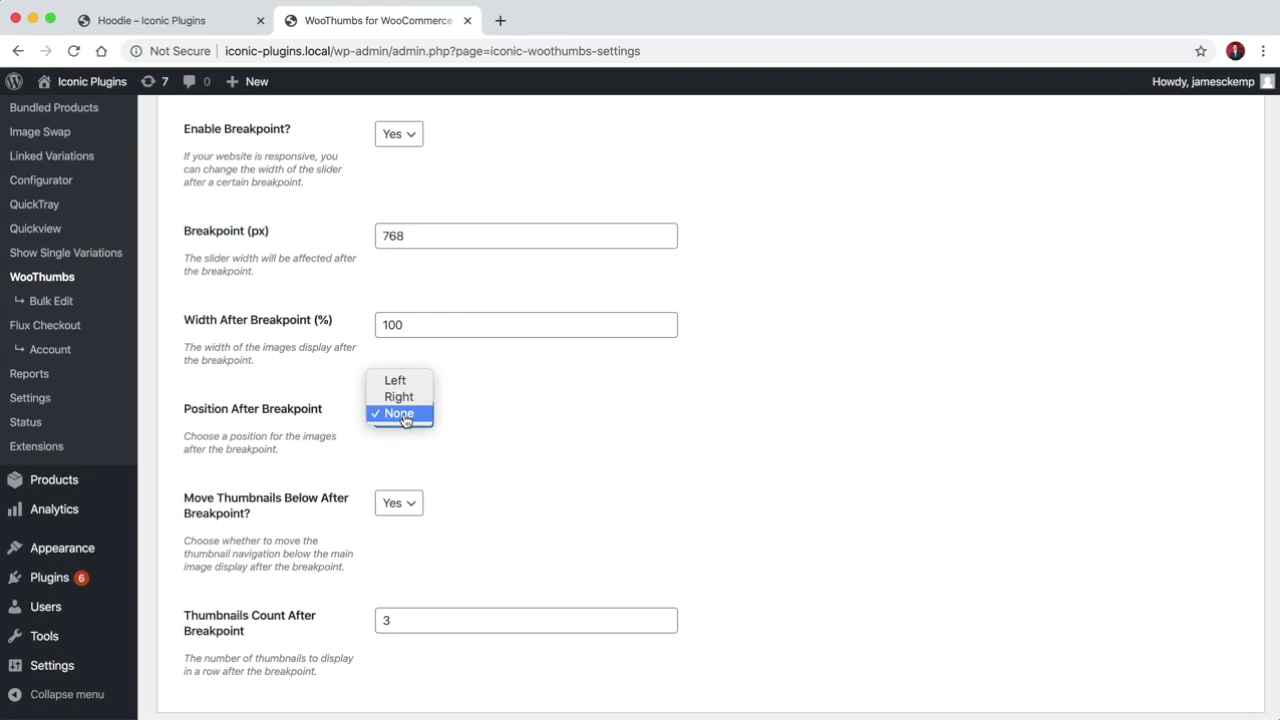 Hoodie – Iconic Plugins
WooThumbs for WooCommerce
Not Secure
iconic-plugins.local/wp-admin/admin.php?page=iconic-woothumbs-settings
Iconic Plugins
7
0
New
Howdy, jamesckemp
Bundled Products
Image Swap
Linked Variations
Configurator
QuickTray
Quickview
Show Single Variations
WooThumbs
Bulk Edit
Flux Checkout
Account
Reports
Settings
Status
Extensions
Products
Analytics
Appearance
Plugins 6
Users
Tools
Settings
Collapse menu
Enable Breakpoint?
If your website is responsive, you
can change the width of the slider
after a certain breakpoint.
Yes
Breakpoint (px)
The slider width will be affected after
the breakpoint.
768
Width After Breakpoint (%)
The width of the images display after
the breakpoint.
100
Position After Breakpoint
Choose a position for the images
after the breakpoint.
Left
Right
✓ None
Move Thumbnails Below After
Breakpoint?
Choose whether to move the
thumbnail navigation below the main
image display after the breakpoint.
Yes
Thumbnails Count After
Breakpoint
The number of thumbnails to display
in a row after the breakpoint.
3